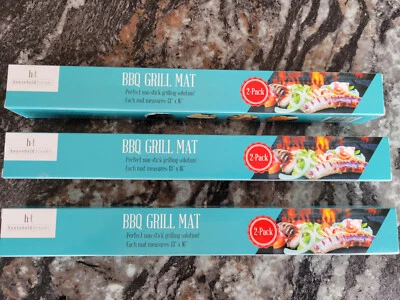 h+t
BBQ GRILL MAT
Perfect non-stick grilling solution!
Each mat measures 13" x 16"
2-Pack
h+t
BBQ GRILL MAT
Perfect non-stick grilling solution!
Each mat measures 13" x 16"
2-Pack
h+t
BBQ GRILL MAT
Perfect non-stick grilling solution!
Each mat measures 13" x 16"
2-Pack